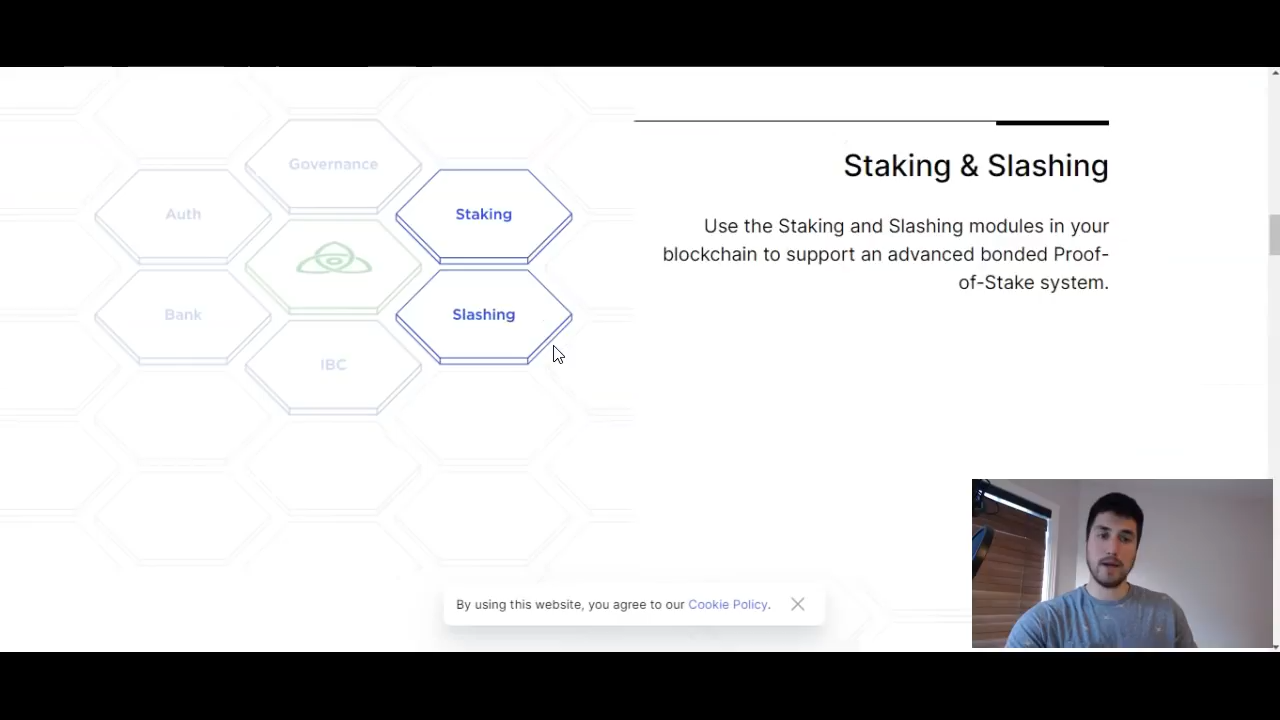 Governance
Auth
Staking
Bank
Slashing
IBC
Staking & Slashing
Use the Staking and Slashing modules in your
blockchain to support an advanced bonded Proof-
of-Stake system.
By using this website, you agree to our Cookie Policy.